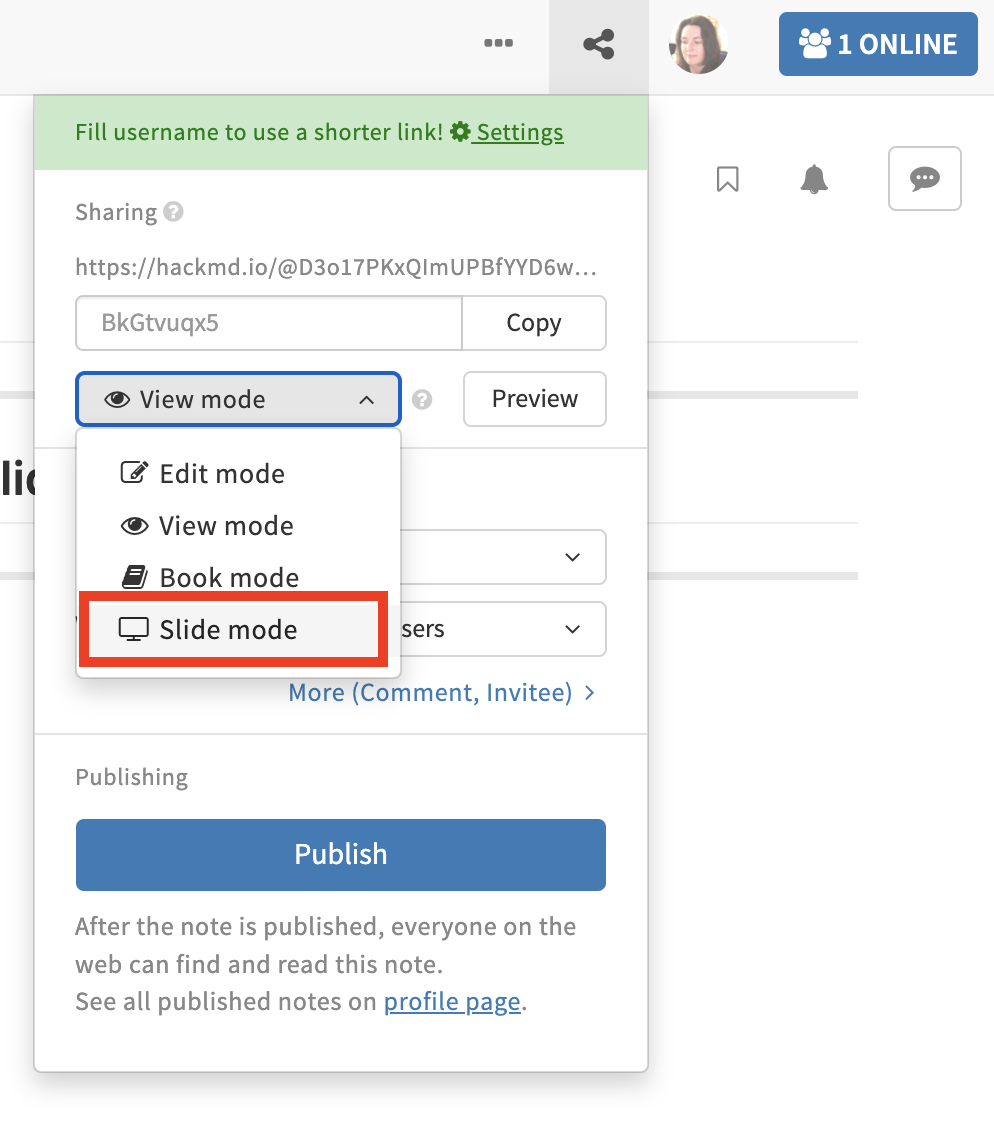 1 ONLINE
Fill username to use a shorter link! Settings
Sharing
https://hackmd.io/@D3o17PKxQImUPBfYYD6w...
BkGtvuqx5
Copy
View mode
Preview
Edit mode
View mode
Book mode
Slide mode
sers
More (Comment, Invitee)
Publishing
Publish
After the note is published, everyone on the
web can find and read this note.
See all published notes on profile page.